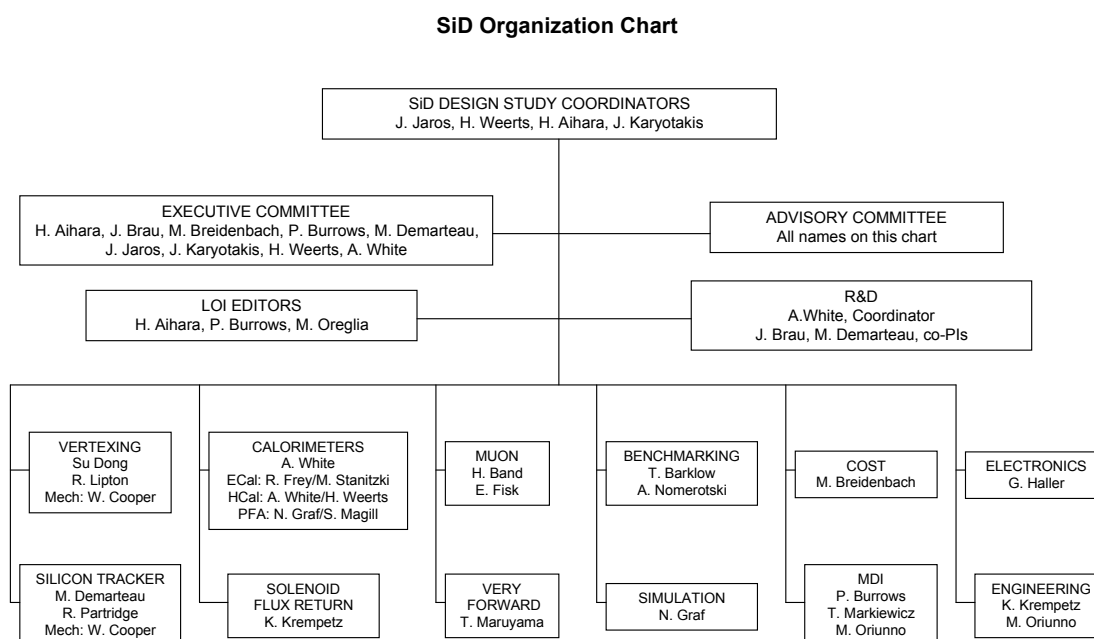 SiD Organization Chart
SiD DESIGN STUDY COORDINATORS
J. Jaros, H. Weerts, H. Aihara, J. Karyotakis
EXECUTIVE COMMITTEE
H. Aihara, J. Brau, M. Breidenbach, P. Burrows, M. Demarteau,
J. Jaros, J. Karyotakis, H. Weerts, A. White
ADVISORY COMMITTEE
All names on this chart
LOI EDITORS
H. Aihara, P. Burrows, M. Oreglia
R&D
A.White, Coordinator
J. Brau, M. Demarteau, co-PIs
VERTEXING
Su Dong
R. Lipton
Mech: W. Cooper
CALORIMETERS
A. White
ECal: R. Frey/M. Stanitzki
HCal: A. White/H. Weerts
PFA: N. Graf/S. Magill
MUON
H. Band
E. Fisk
BENCHMARKING
T. Barklow
A. Nomerotski
COST
M. Breidenbach
ELECTRONICS
G. Haller
SILICON TRACKER
M. Demarteau
R. Partridge
Mech: W. Cooper
SOLENOID
FLUX RETURN
K. Krempetz
VERY
FORWARD
T. Maruyama
SIMULATION
N. Graf
MDI
P. Burrows
T. Markiewicz
M. Oriunno
ENGINEERING
K. Krempetz
M. Oriunno